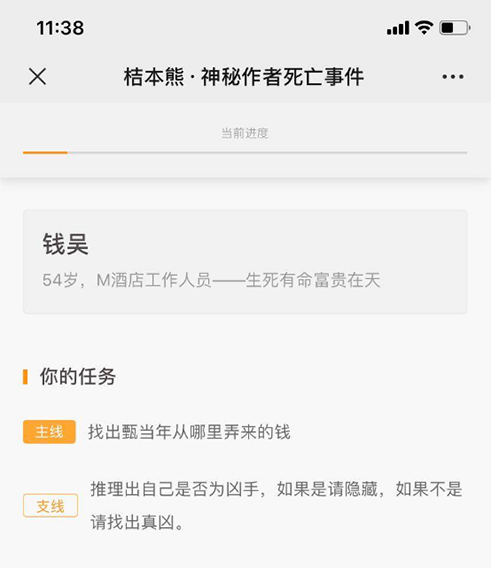 11:38
桔本熊·神秘作者死亡事件
当前进度
钱吴
54岁，M酒店工作人员——生死有命富贵在天
你的任务
主线 找出甄当年从哪里弄来的钱
支线 推理出自己是否为凶手，如果是请隐藏，如果不是
请找出真凶。